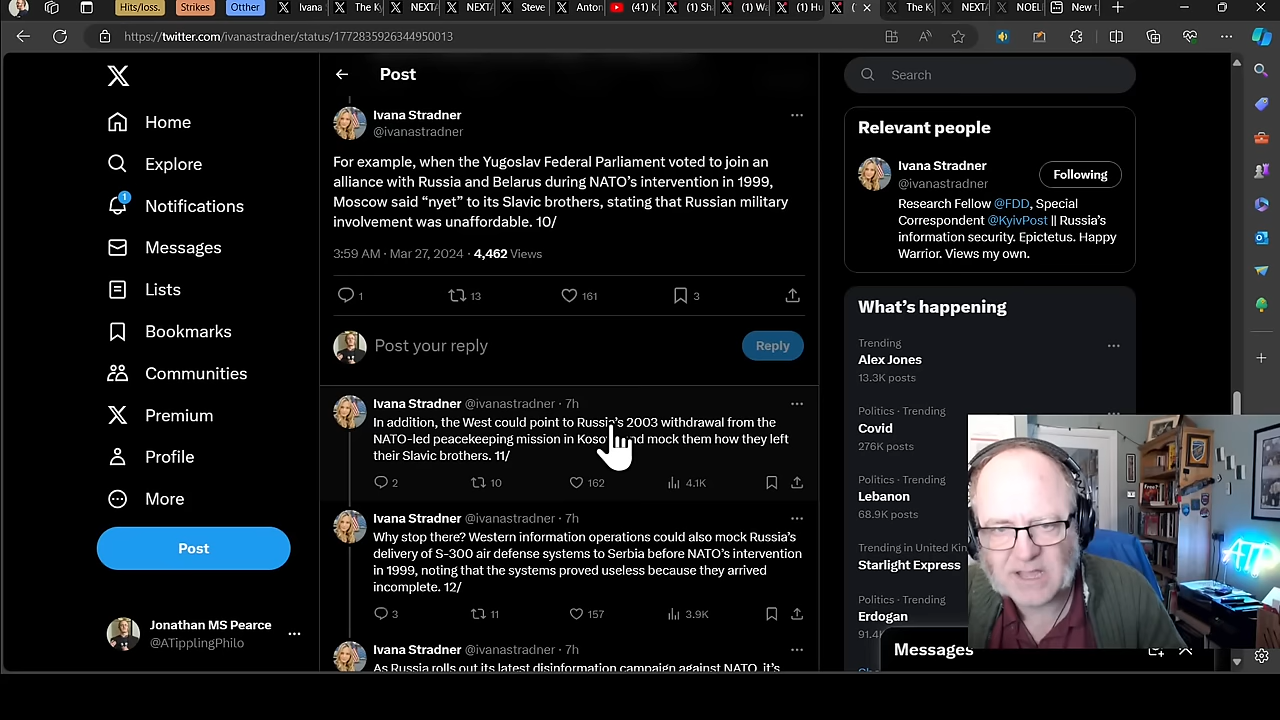 Hits/loss.
Strikes
Otther
Ivana
The K
NEXT
NEXT
Steve
Anton
(41) K
(1) Sh
(1) Wa
(1) Hu
(
The Ky
NEXT
NOEL
New t
https://twitter.com/ivanastradner/status/1772835926344950013
Home
Explore
1
Notifications
Messages
Lists
Bookmarks
Communities
Premium
Profile
More
Post
Jonathan MS Pearce
@ATipplingPhilo
Post
Ivana Stradner
@ivanastradner
For example, when the Yugoslav Federal Parliament voted to join an
alliance with Russia and Belarus during NATO's intervention in 1999,
Moscow said “nyet” to its Slavic brothers, stating that Russian military
involvement was unaffordable. 10/
3:59 AM · Mar 27, 2024 · 4,462 Views
1 13 161 3
Post your reply
Reply
Ivana Stradner @ivanastradner · 7h
In addition, the West could point to Russia's 2003 withdrawal from the
NATO-led peacekeeping mission in Koso nd mock them how they left
their Slavic brothers. 11/
2 10 162 4.1K
Ivana Stradner @ivanastradner · 7h
Why stop there? Western information operations could also mock Russia's
delivery of S-300 air defense systems to Serbia before NATO's intervention
in 1999, noting that the systems proved useless because they arrived
incomplete. 12/
3 11 157 3.9K
Ivana Stradner @ivanastradner · 7h
As Russia rolls out its latest disinformation campaign against NATO, it's
Search
Relevant people
Ivana Stradner
@ivanastradner
Following
Research Fellow @FDD, Special
Correspondent @KyivPost || Russia's
information security. Epictetus. Happy
Warrior. Views my own.
What's happening
Trending
Alex Jones
13.3K posts
Politics · Trending
Covid
276K posts
Politics · Trending
Lebanon
68.9K posts
Trending in United Kin
Starlight Express
Politics · Trending
Erdogan
91.4
Messages
ATP